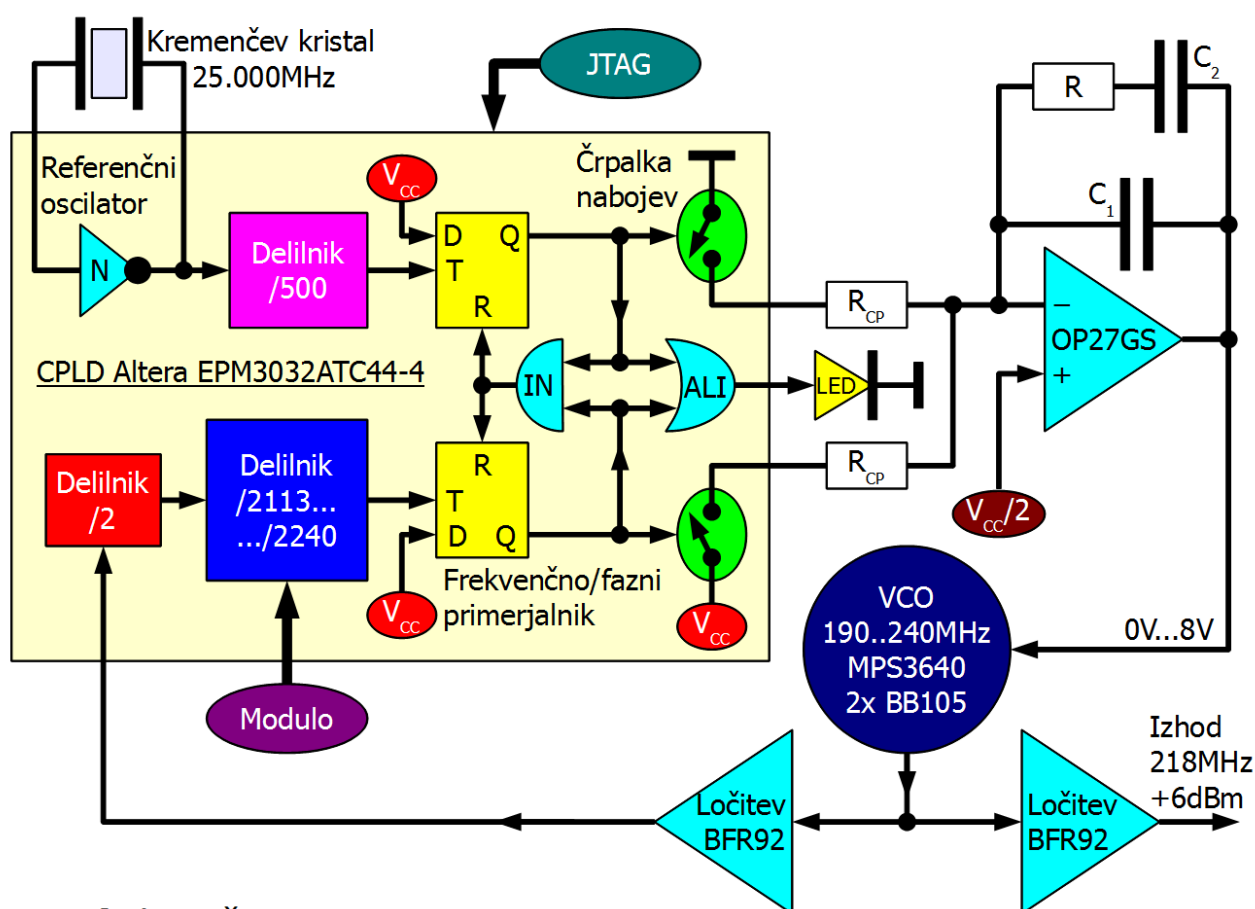 Kremenčev kristal
25.000MHz
JTAG
R
C2
Referenčni
oscilator
VCC
Črpalka
nabojev
C1
N
Delilnik
/500
D Q
T
R
RCP
−
OP27GS
+
CPLD Altera EPM3032ATC44-4
IN
ALI
LED
Delilnik
/2
Delilnik
/2113...
.../2240
R
T
D Q
RCP
VCC/2
VCC
Frekvenčno/fazni
primerjalnik
VCC
VCO
190..240MHz
MPS3640
2x BB105
0V...8V
Modulo
Ločitev
BFR92
Ločitev
BFR92
Izhod
218MHz
+6dBm